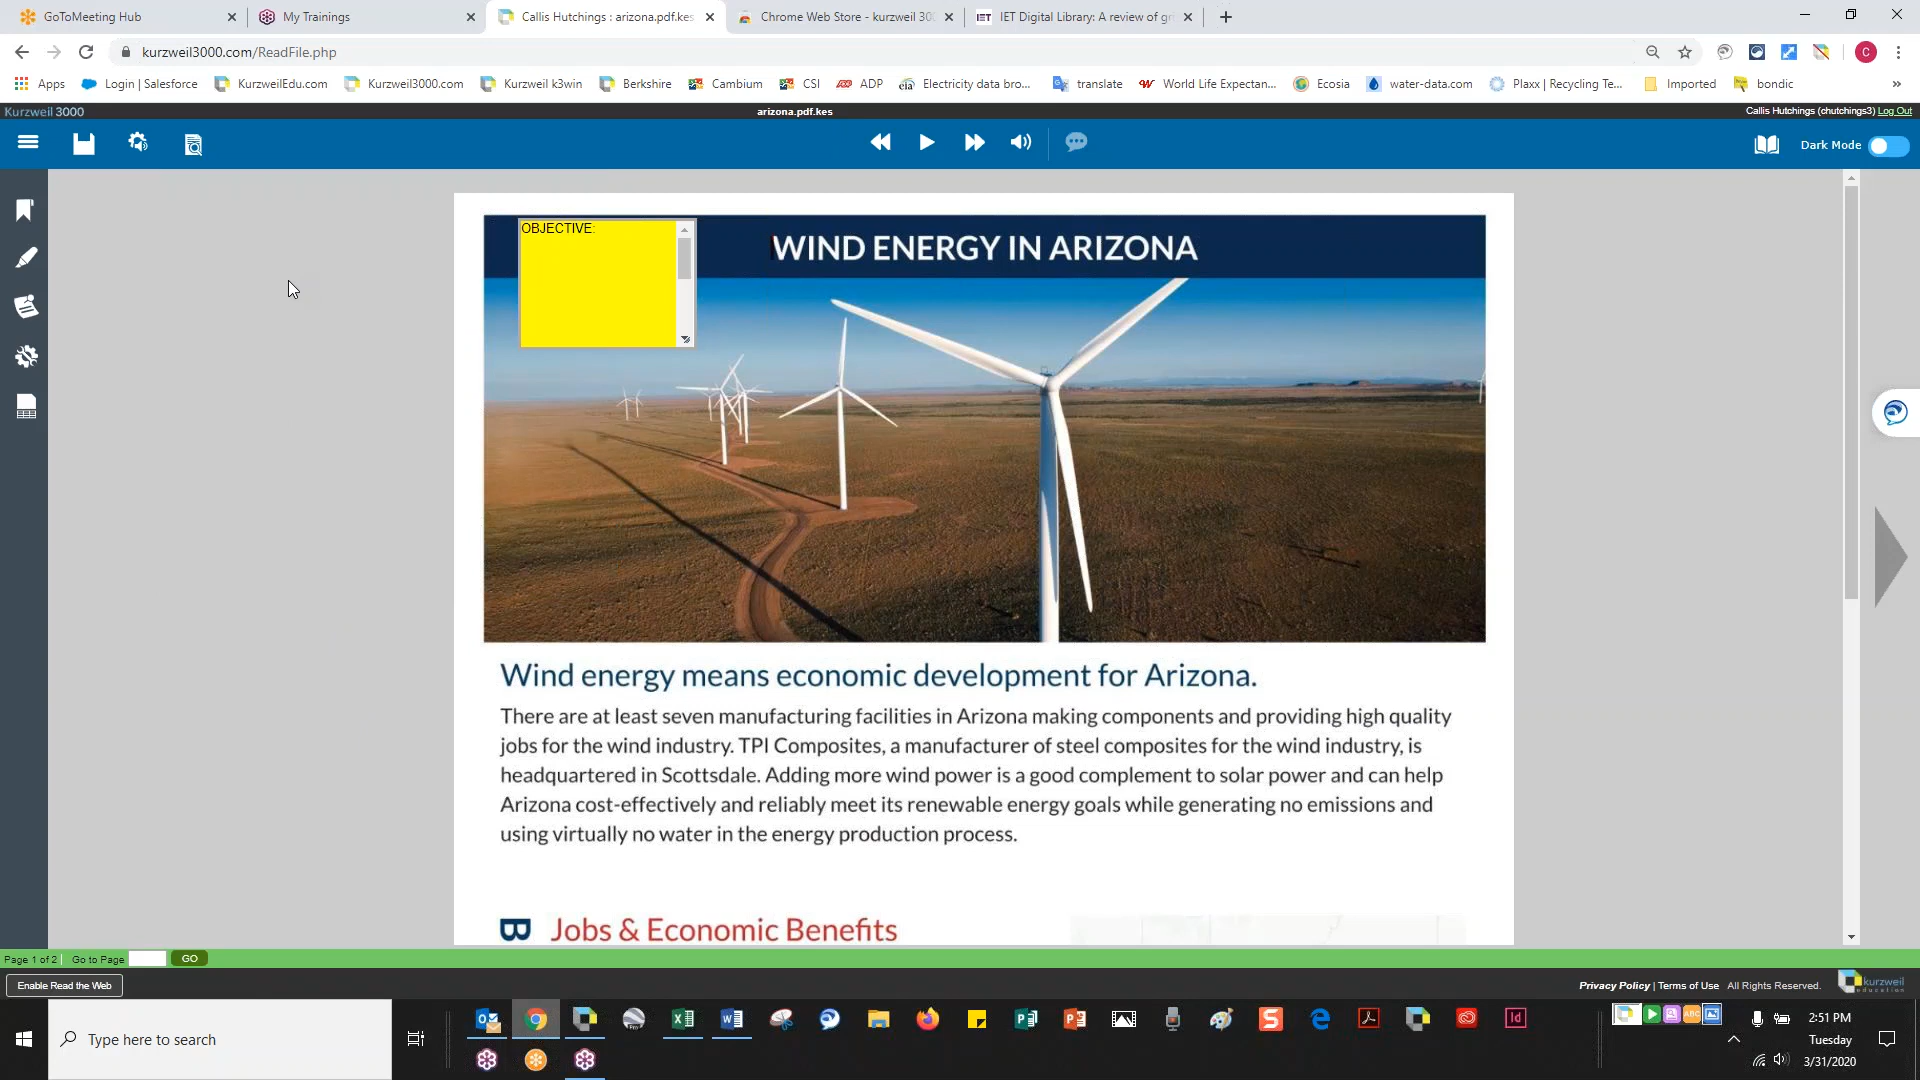 GoToMeeting Hub
My Trainings
Callis Hutchings : arizona.pdf.kes
Chrome Web Store - kurzweil 300
IET Digital Library: A review of gr
kurzweil3000.com/ReadFile.php
C
Apps
Login | Salesforce
KurzweilEdu.com
Kurzweil3000.com
Kurzweil k3win
Berkshire
Cambium
CSI
ADP
eia
Electricity data bro...
translate
World Life Expectan...
Ecosia
water-data.com
Plaxx | Recycling Te...
Imported
bondic
»
Kurzweil 3000
arizona.pdf.kes
Callis Hutchings (chutchings3) Log Out
Dark Mode
OBJECTIVE:
WIND ENERGY IN ARIZONA
Wind energy means economic development for Arizona.
There are at least seven manufacturing facilities in Arizona making components and providing high quality
jobs for the wind industry. TPI Composites, a manufacturer of steel composites for the wind industry, is
headquartered in Scottsdale. Adding more wind power is a good complement to solar power and can help
Arizona cost-effectively and reliably meet its renewable energy goals while generating no emissions and
using virtually no water in the energy production process.
Jobs & Economic Benefits
Page 1 of 2 | Go to Page
GO
Enable Read the Web
Privacy Policy | Terms of Use All Rights Reserved.
kurzweil
education
Type here to search
2:51 PM
Tuesday
3/31/2020